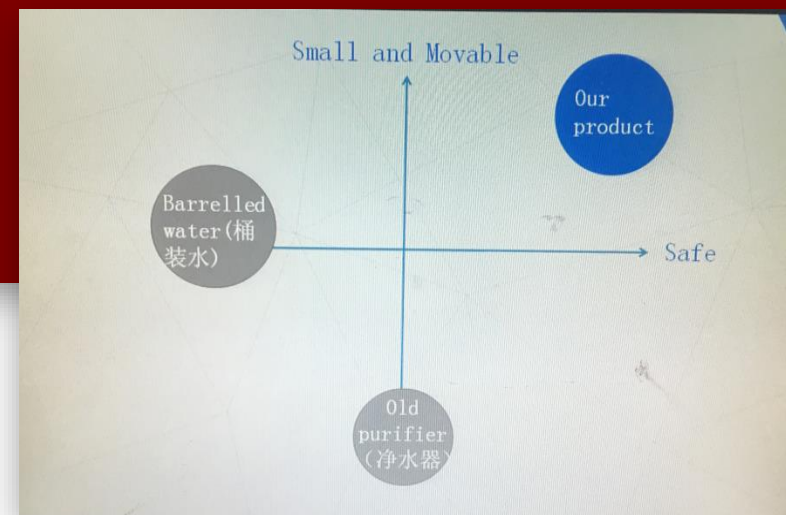 Small and Movable
Our
product
Barrelled
water(桶
装水)
Safe
Old
purifier
(净水器)